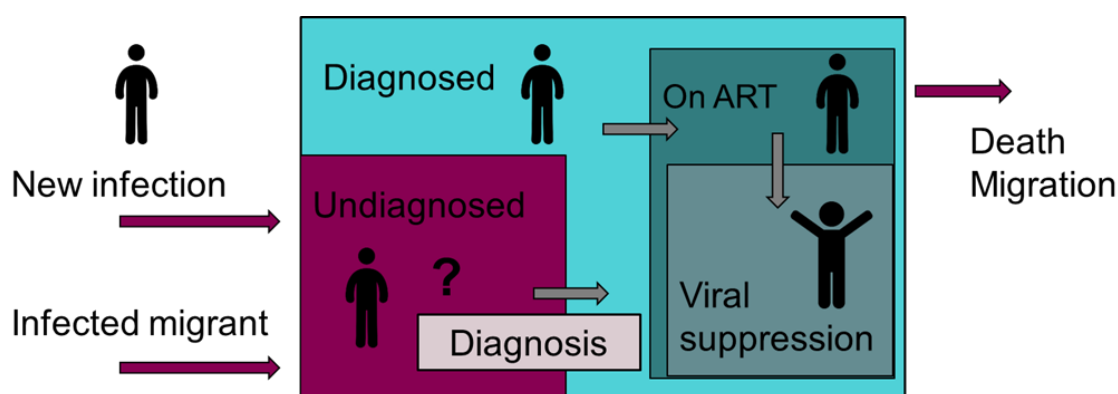 Diagnosed
On ART
Death
Migration
New infection
Undiagnosed
?
Infected migrant
Diagnosis
Viral
suppression